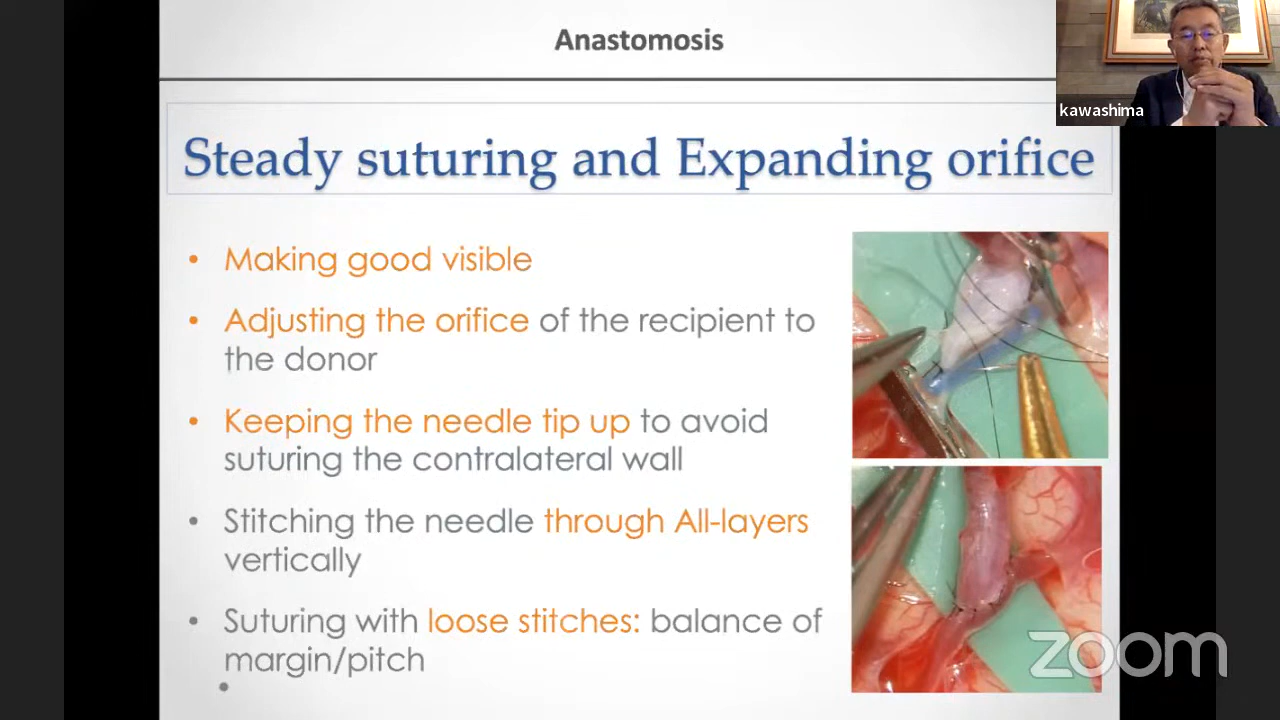 Anastomosis
kawashima
Steady suturing and Expanding orifice
• Making good visible
• Adjusting the orifice of the recipient to
the donor
• Keeping the needle tip up to avoid
suturing the contralateral wall
• Stitching the needle through All-layers
vertically
• Suturing with loose stitches: balance of
margin/pitch
•
zoom